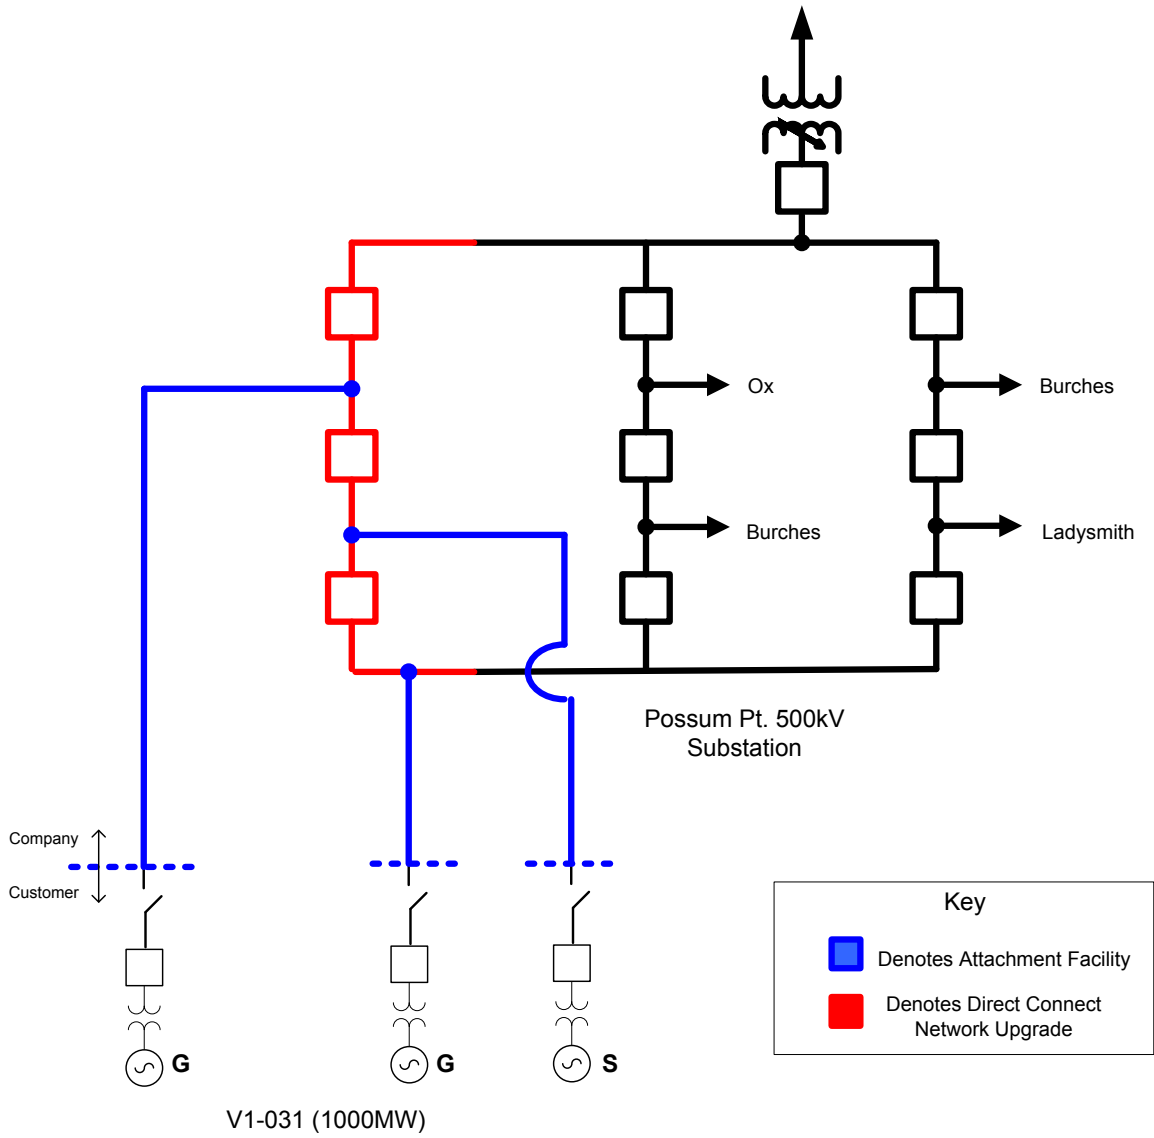 Ox
Burches
Burches
Ladysmith
Possum Pt. 500kV
Substation
Company
Customer
Key
Denotes Attachment Facility
Denotes Direct Connect
Network Upgrade
G
G
S
V1-031 (1000MW)